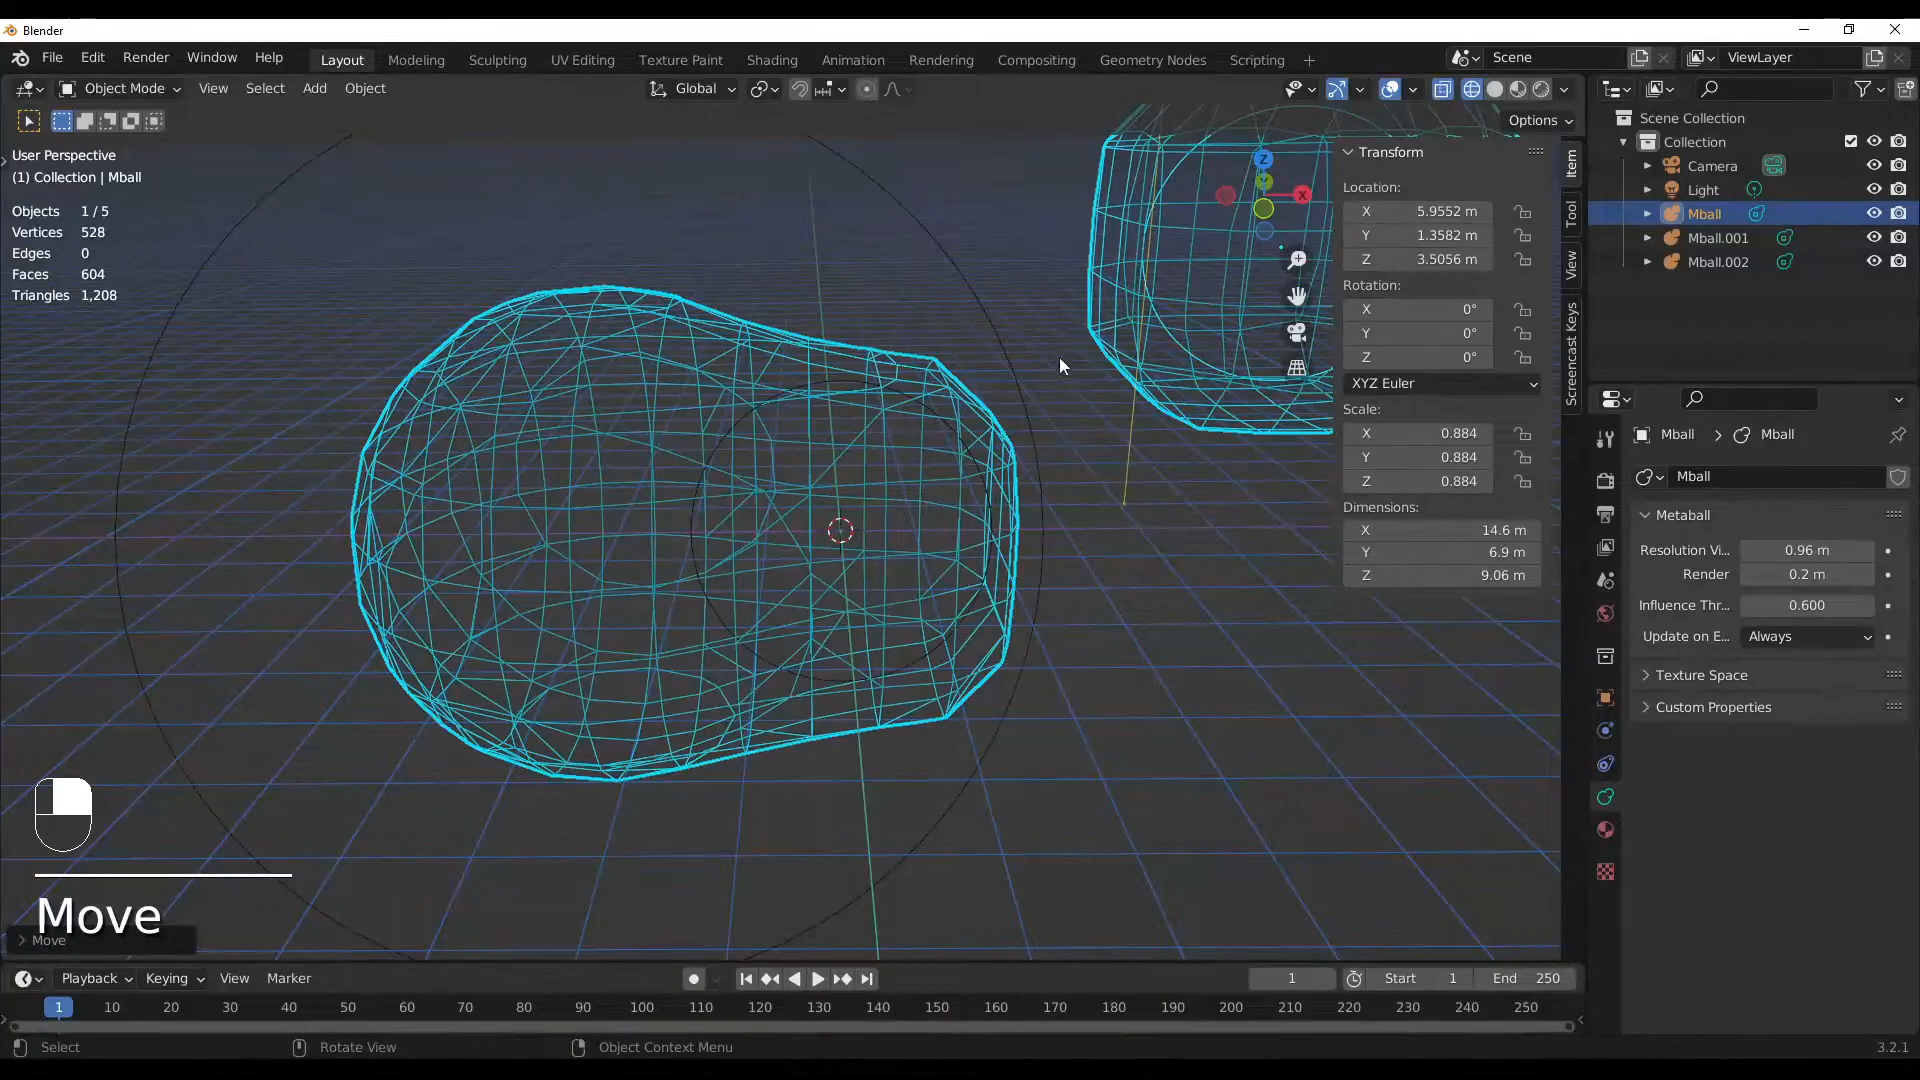 Blender
File Edit Render Window Help Layout Modeling Sculpting UV Editing Texture Paint Shading Animation Rendering Compositing Geometry Nodes Scripting + Scene ViewLayer
Object Mode View Select Add Object Global
Options
User Perspective
(1) Collection | Mball
Objects 1 / 5
Vertices 528
Edges 0
Faces 604
Triangles 1,208
Z
Y
X
Transform
Location:
X 5.9552 m
Y 1.3582 m
Z 3.5056 m
Rotation:
X 0°
Y 0°
Z 0°
XYZ Euler
Scale:
X 0.884
Y 0.884
Z 0.884
Dimensions:
X 14.6 m
Y 6.9 m
Z 9.06 m
Item
Tool
View
Screencast Keys
Scene Collection
Collection
Camera
Light
Mball
Mball.001
Mball.002
Mball > Mball
Mball
Metaball
Resolution Vi... 0.96 m
Render 0.2 m
Influence Thr... 0.600
Update on E... Always
Texture Space
Custom Properties
Move
Move
Playback Keying View Marker 1 Start 1 End 250
1 10 20 30 40 50 60 70 80 90 100 110 120 130 140 150 160 170 180 190 200 210 220 230 240 250
Select Rotate View Object Context Menu 3.2.1